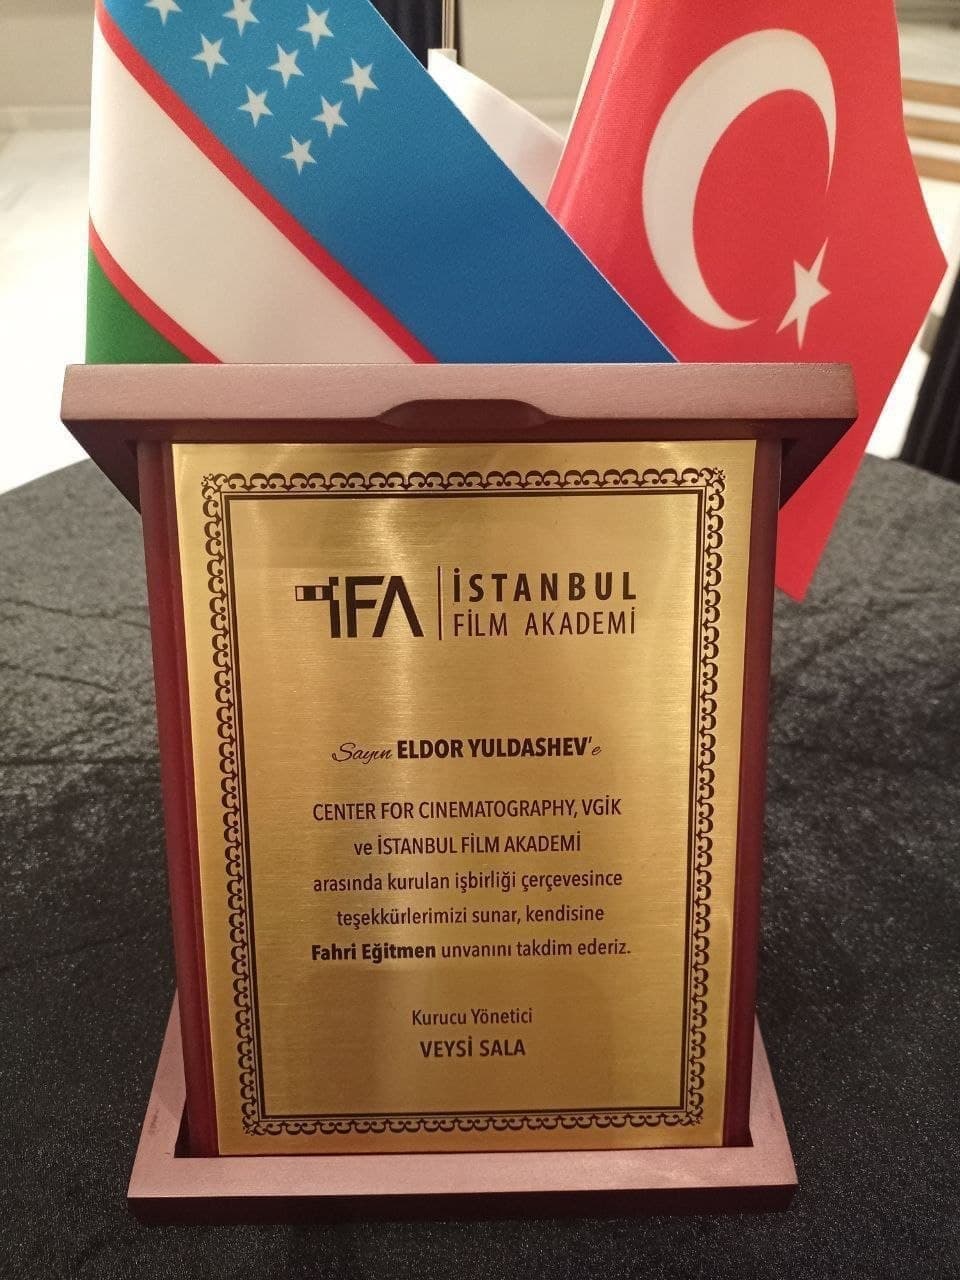 iFA
İSTANBUL
FİLM AKADEMİ
Sayın ELDOR YULDASHEV'e
CENTER FOR CINEMATOGRAPHY, VGİK
ve İSTANBUL FİLM AKADEMİ
arasında kurulan işbirliği çerçevesince
teşekkürlerimizi sunar, kendisine
Fahri Eğitmen unvanını takdim ederiz.
Kurucu Yönetici
VEYSİ SALA